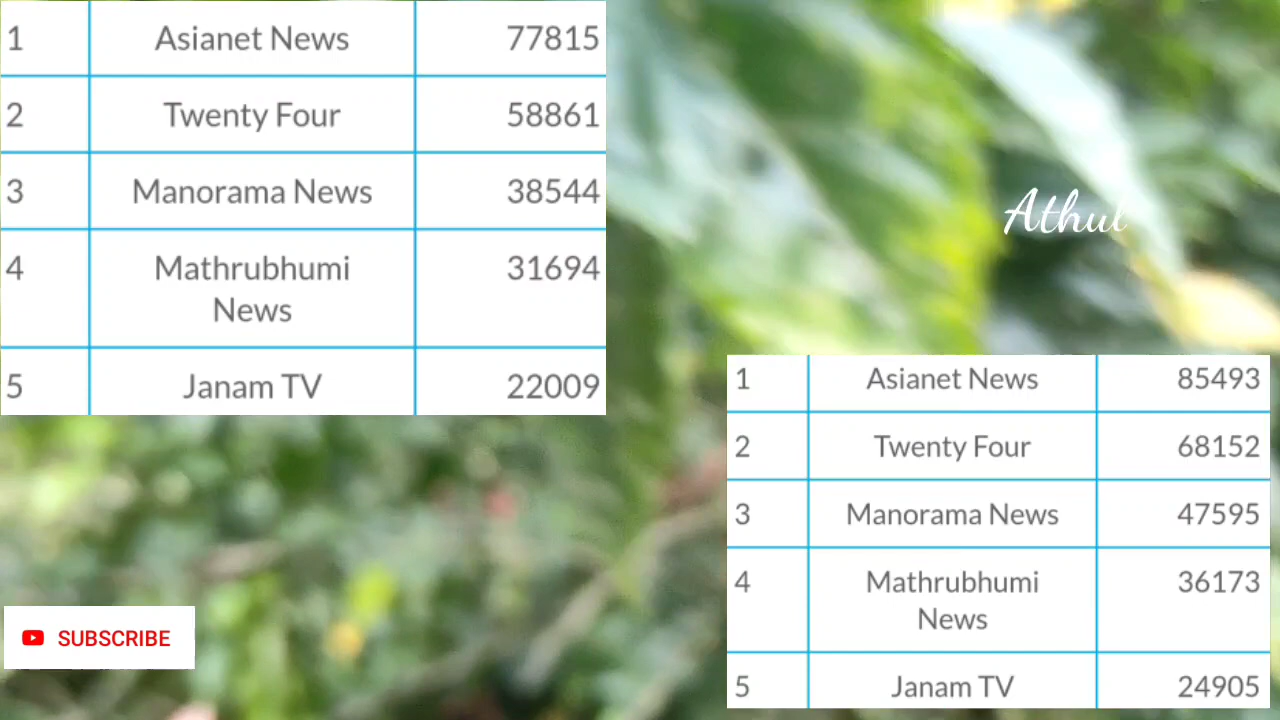 1 Asianet News 77815
2 Twenty Four 58861
3 Manorama News 38544
4 Mathrubhumi 31694
News
5 Janam TV 22009
Athul
1 Asianet News 85493
2 Twenty Four 68152
3 Manorama News 47595
4 Mathrubhumi 36173
News
5 Janam TV 24905
SUBSCRIBE